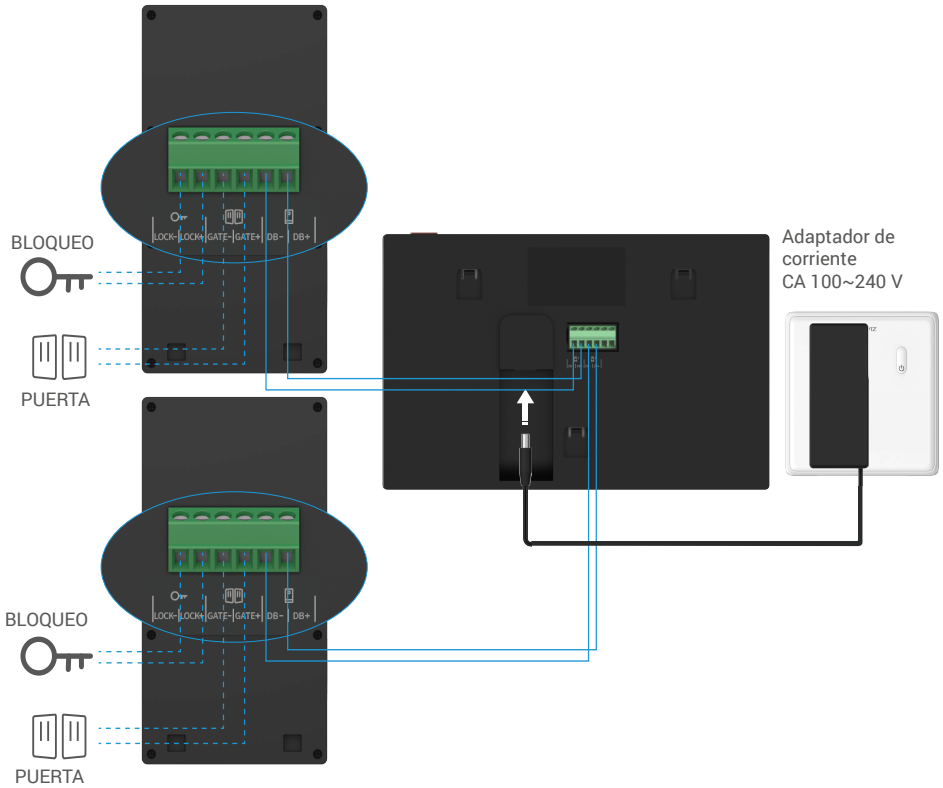 LOCK- LOCK+ GATE- GATE+ DB- DB+
BLOQUEO
PUERTA
Adaptador de
corriente
CA 100~240 V
LOCK- LOCK+ GATE- GATE+ DB- DB+
BLOQUEO
PUERTA